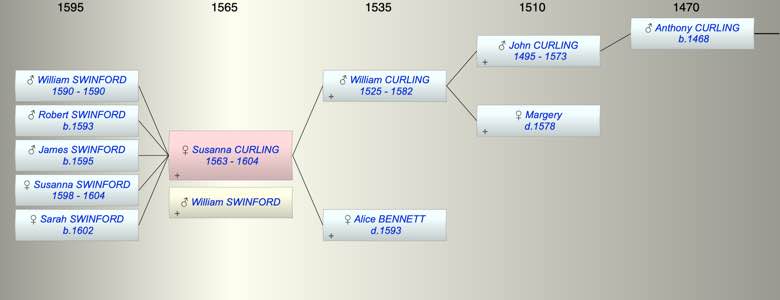 1595 1565 1535 1510 1470
♂ Anthony CURLING
b.1468
♂ John CURLING
1495 - 1573
+
♂ William SWINFORD
1590 - 1590
♂ William CURLING
1525 - 1582
+
♂ Robert SWINFORD
b.1593
♀ Margery
d.1578
+
♂ James SWINFORD
b.1595
♀ Susanna CURLING
1563 - 1604
+
♀ Susanna SWINFORD
1598 - 1604
♂ William SWINFORD
+
♀ Sarah SWINFORD
b.1602
♀ Alice BENNETT
d.1593
+